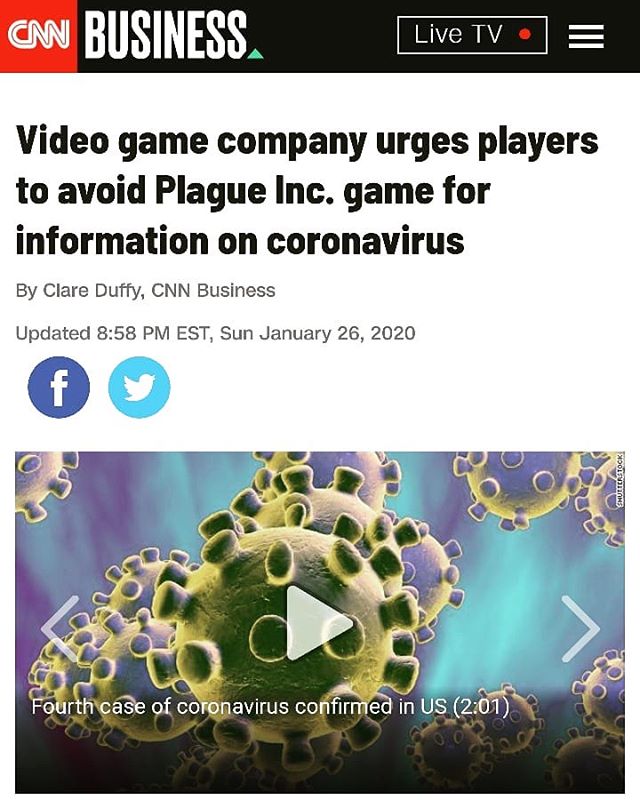 CNN BUSINESS
Live TV
Video game company urges players
to avoid Plague Inc. game for
information on coronavirus
By Clare Duffy, CNN Business
Updated 8:58 PM EST, Sun January 26, 2020
f
SHUTTERSTOCK
Fourth case of coronavirus confirmed in US (2:01)